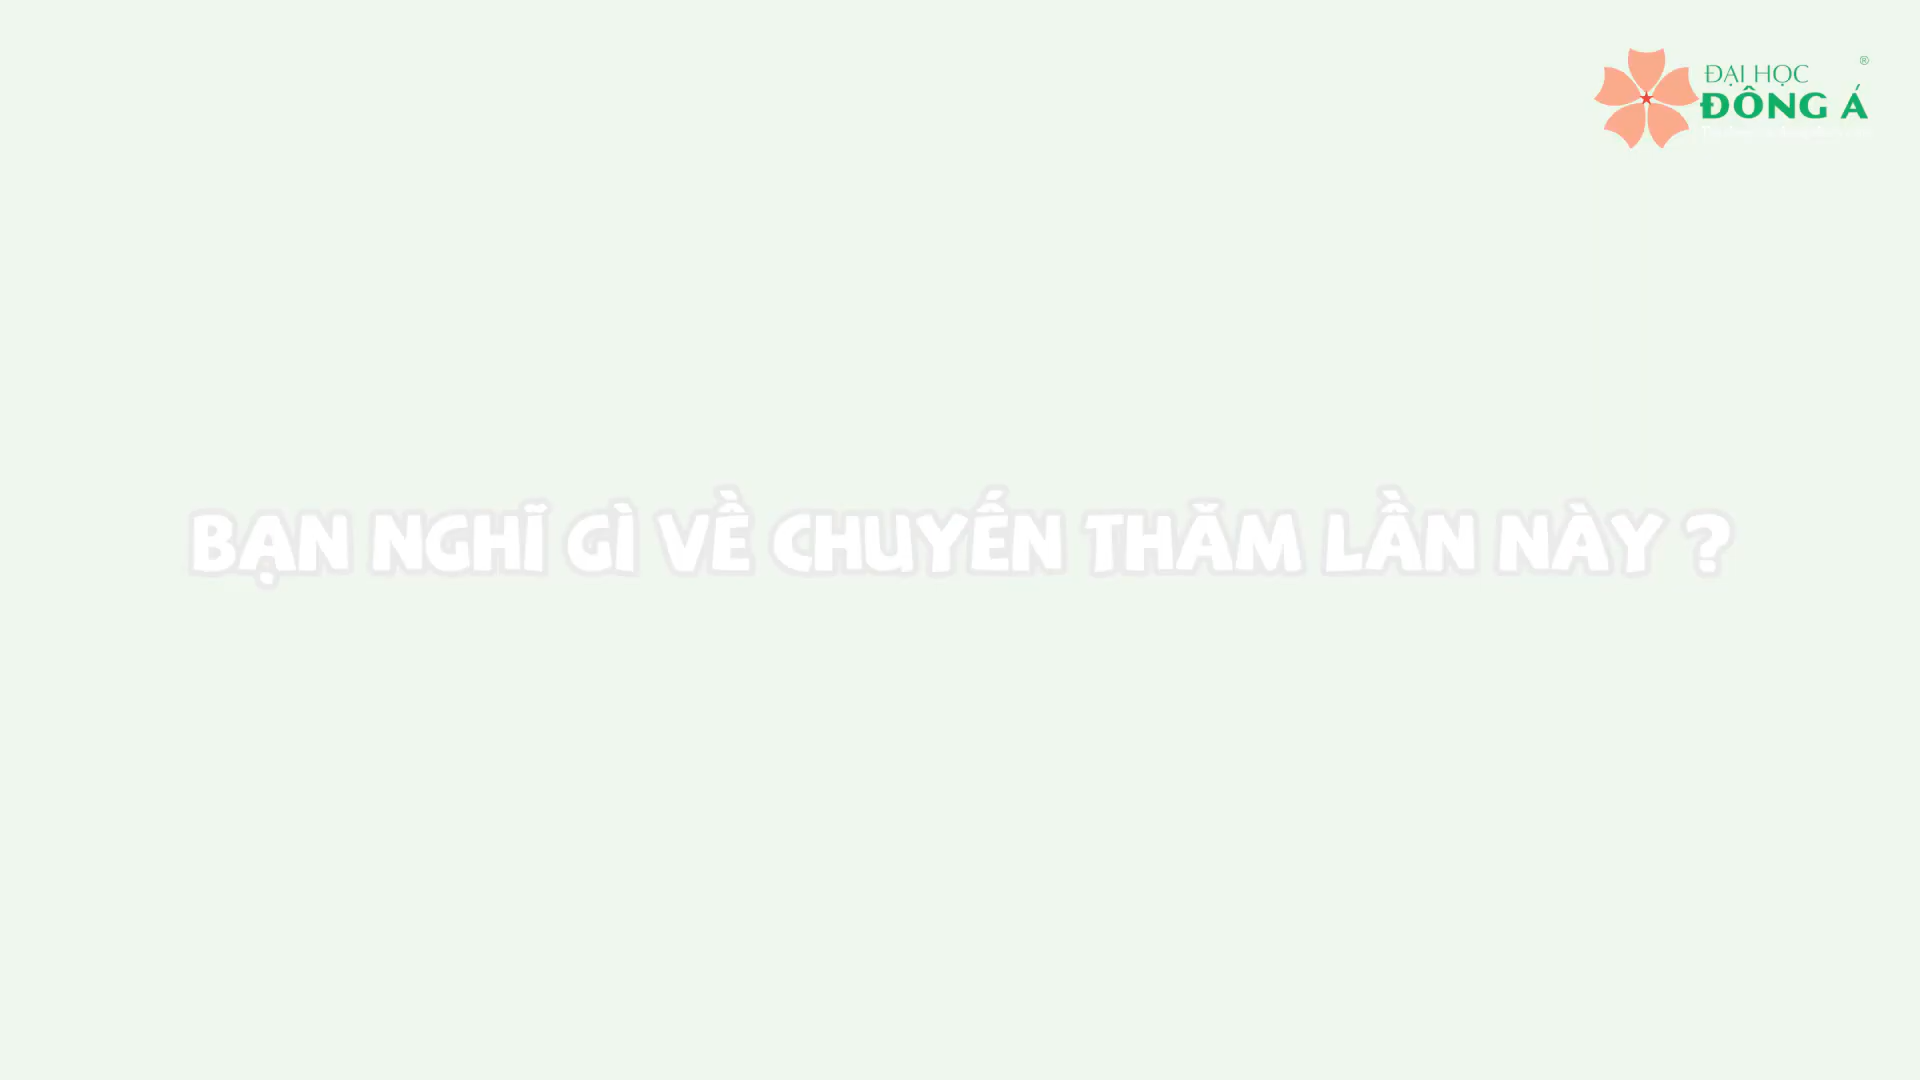 ĐẠI HỌC ®
ĐÔNG Á
BẠN NGHĨ GÌ VỀ CHUYẾN THĂM LẦN NÀY ?